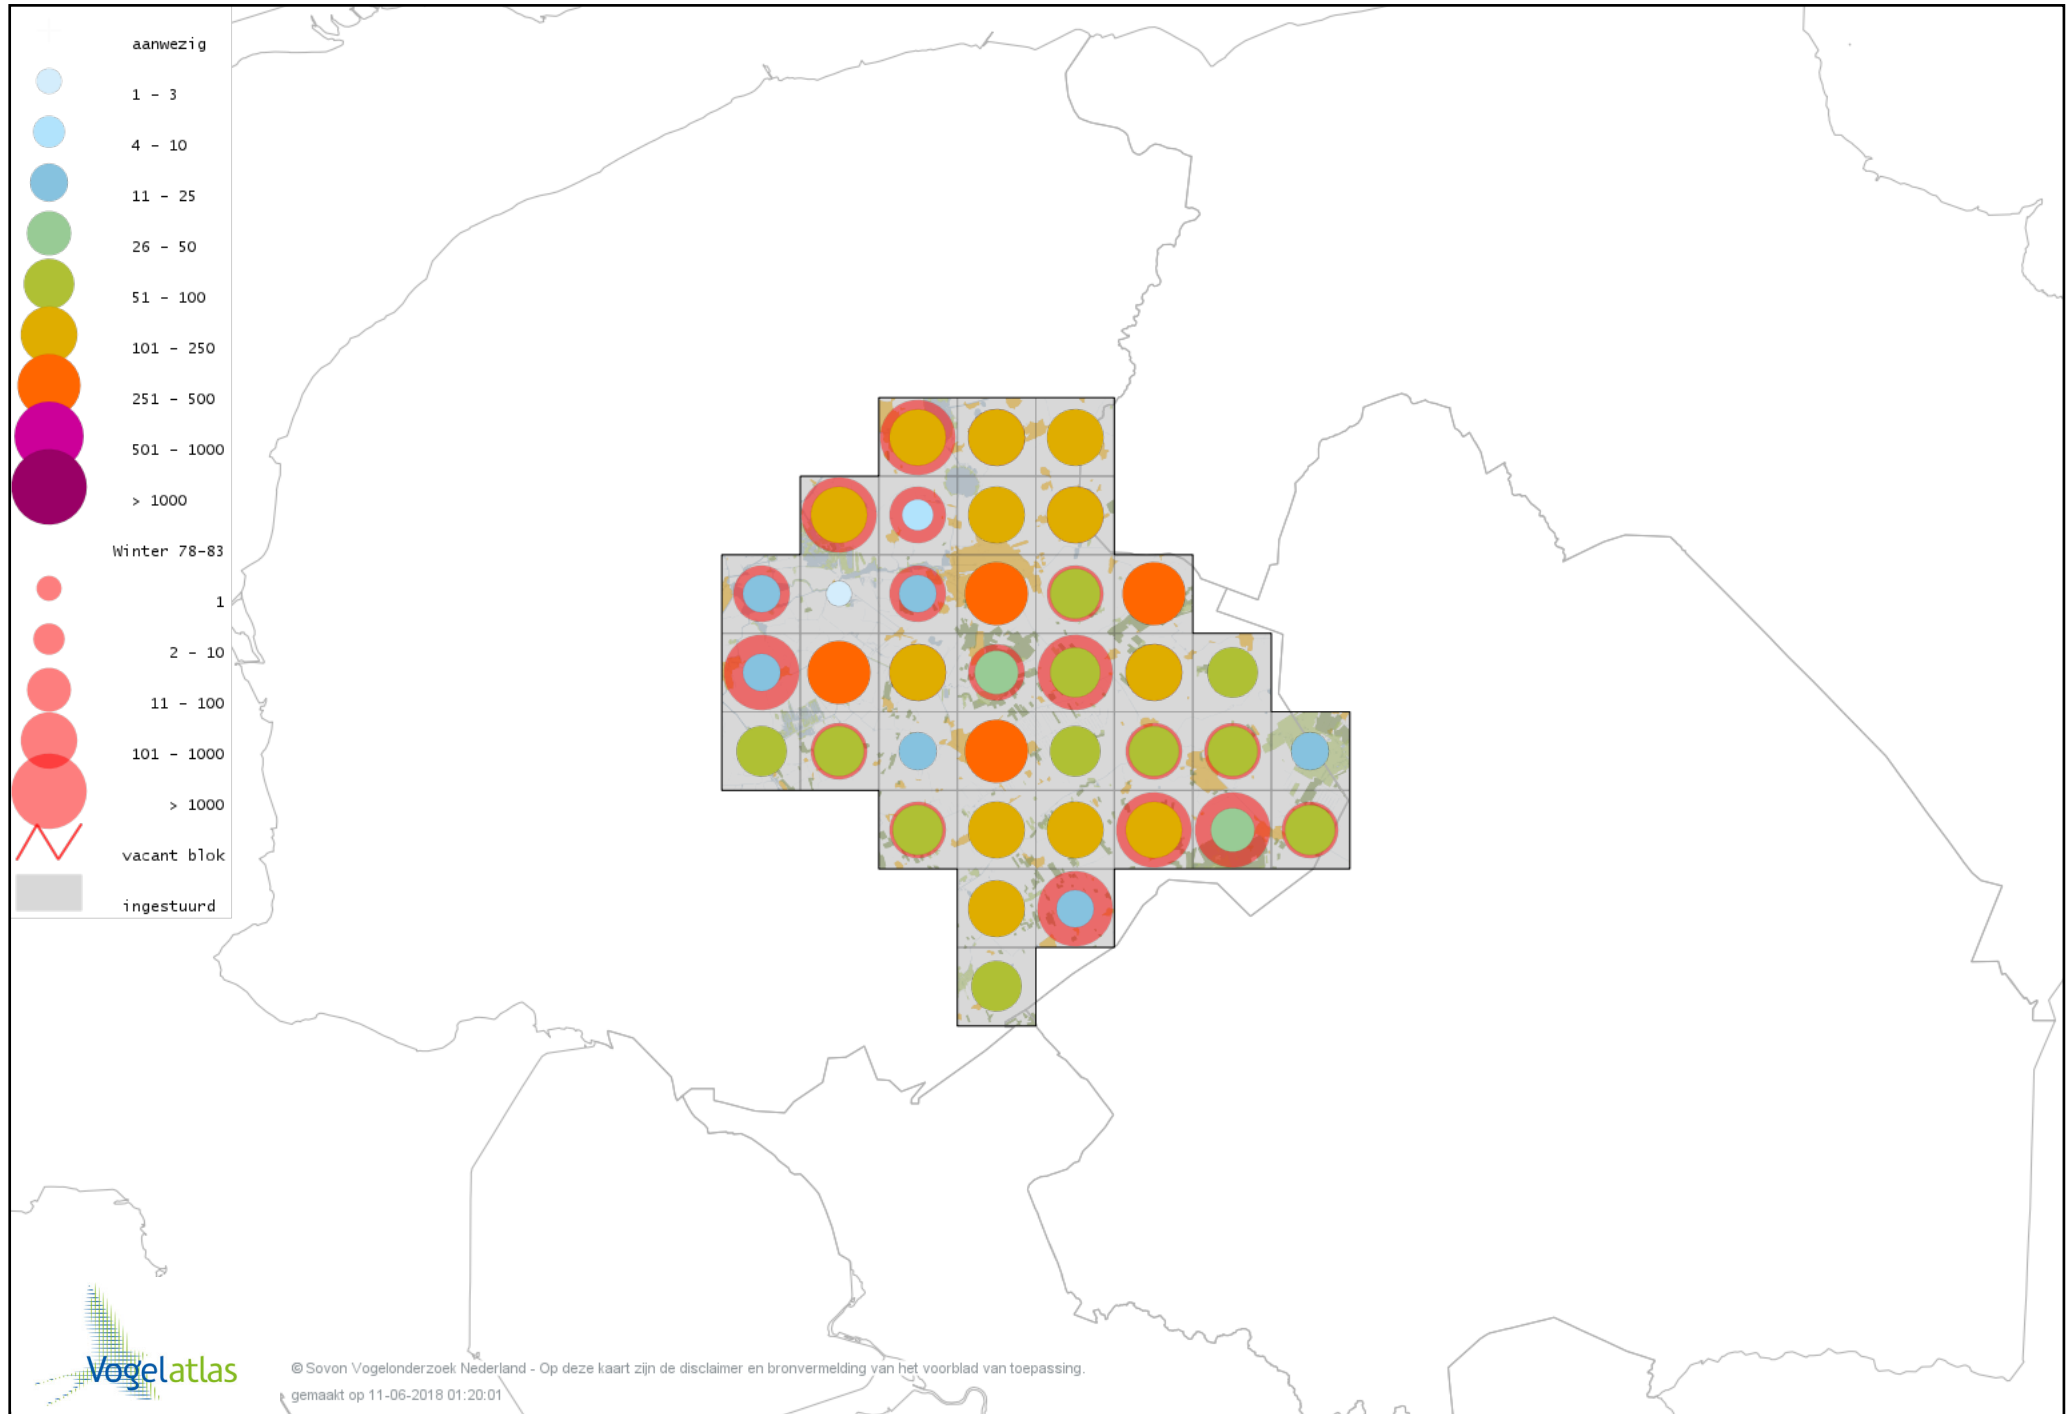 aanwezig
1 - 3
4 - 10
11 - 25
26 - 50
51 - 100
101 - 250
251 - 500
501 - 1000
> 1000
Winter 78-83
1
2 - 10
11 - 100
101 - 1000
> 1000
vacant blok
ingestuurd
Vogelatlas
© Sovon Vogelonderzoek Nederland - Op deze kaart zijn de disclaimer en bronvermelding van het voorblad van toepassing.
gemaakt op 11-06-2018 01:20:01